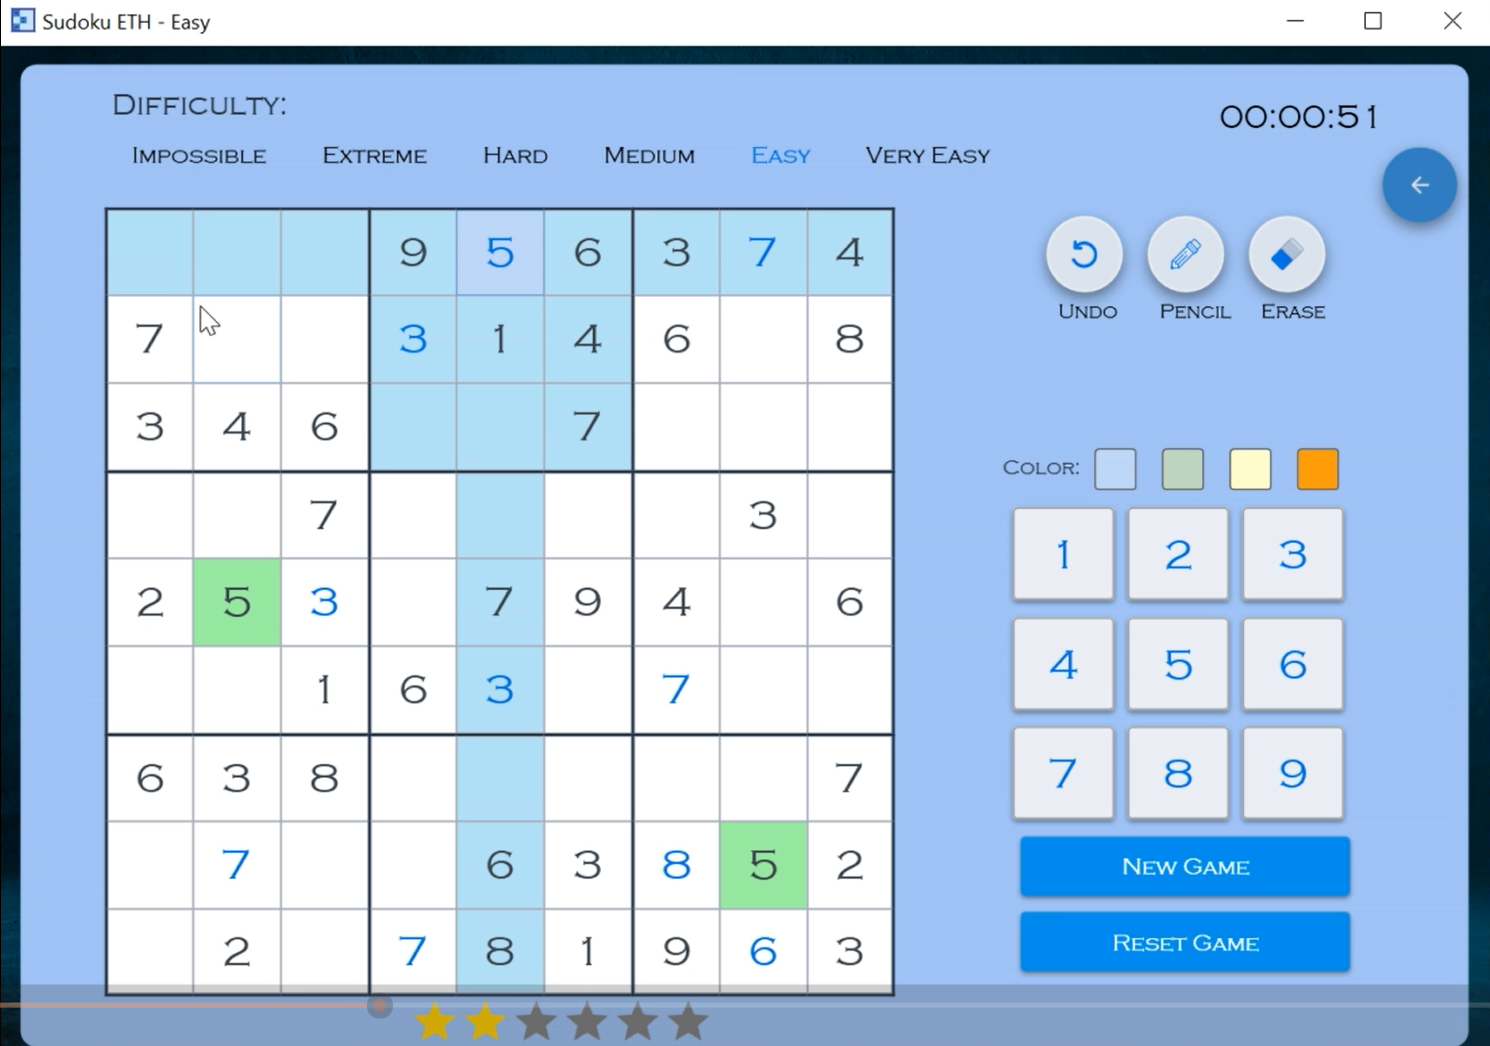 Sudoku ETH - Easy
Difficulty:
00:00:51
Impossible Extreme Hard Medium Easy Very Easy
9 5 6 3 7 4
Undo Pencil Erase
7 3 1 4 6 8
3 4 6 7
Color:
7 3
1 2 3
2 5 3 7 9 4 6
4 5 6
1 6 3 7
6 3 8 7
7 8 9
7 6 3 8 5 2
New Game
2 7 8 1 9 6 3
Reset Game